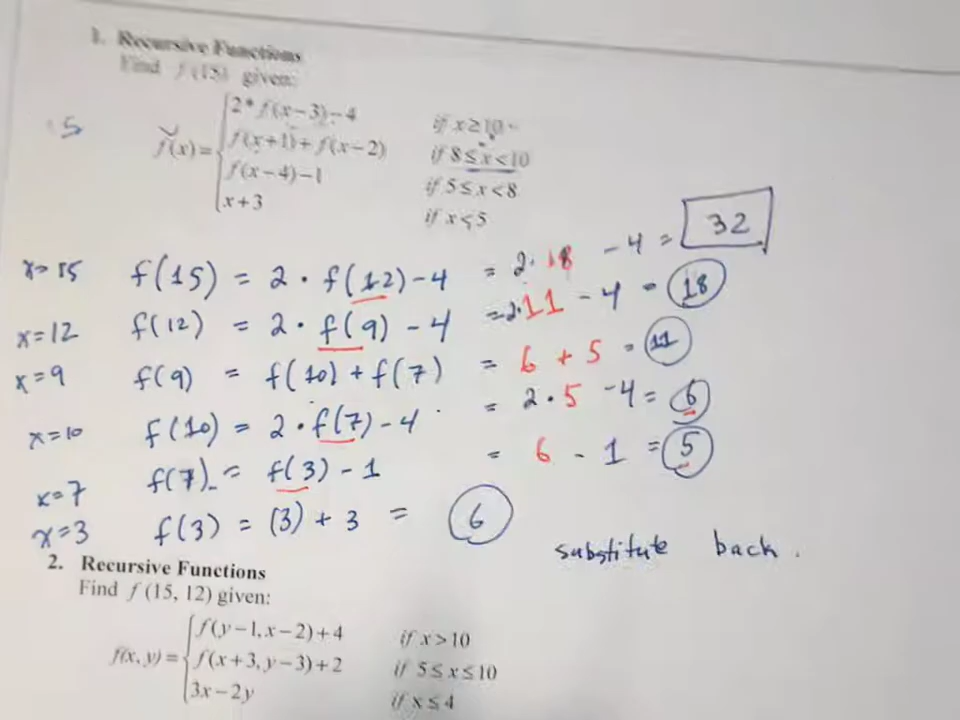 1. Recursive Functions
Find f(15) given:
15
f(x)=
2*f(x-3)-4 if x≥10
f(x+1)+f(x-2) if 8≤x<10
f(x-4)-1 if 5≤x<8
x+3 if x<5
x=15 f(15) = 2 · f(12) - 4 = 2 · 18 - 4 = 32
x=12 f(12) = 2 · f(9) - 4 = 2 · 11 - 4 = 18
x=9 f(9) = f(10) + f(7) = 6 + 5 = 11
x=10 f(10) = 2 · f(7) - 4 = 2 · 5 - 4 = 6
x=7 f(7) = f(3) - 1 = 6 - 1 = 5
x=3 f(3) = (3) + 3 = 6
substitute back.
2. Recursive Functions
Find f(15, 12) given:
f(x, y)=
f(y-1, x-2)+4 if x>10
f(x+3, y-3)+2 if 5≤x≤10
3x-2y if x≤4